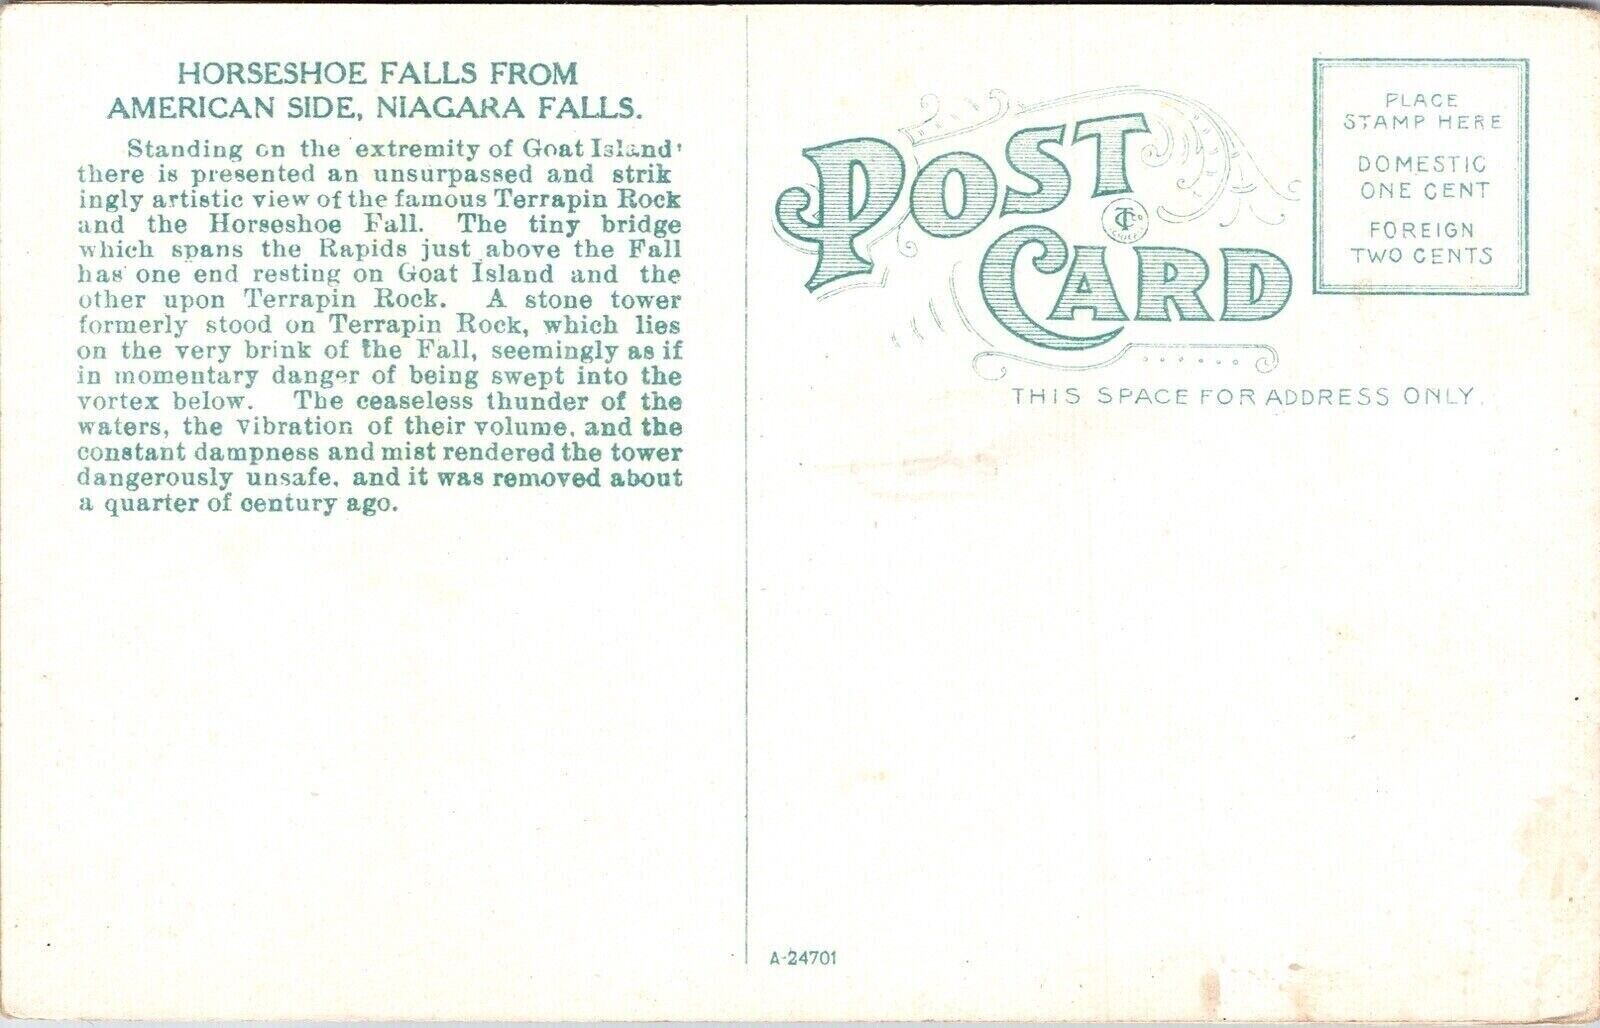 HORSESHOE FALLS FROM
AMERICAN SIDE, NIAGARA FALLS.
Standing on the extremity of Goat Island'
there is presented an unsurpassed and strik
ingly artistic view of the famous Terrapin Rock
and the Horseshoe Fall. The tiny bridge
which spans the Rapids just above the Fall
has one end resting on Goat Island and the
other upon Terrapin Rock. A stone tower
formerly stood on Terrapin Rock, which lies
on the very brink of the Fall, seemingly as if
in momentary danger of being swept into the
vortex below. The ceaseless thunder of the
waters, the vibration of their volume, and the
constant dampness and mist rendered the tower
dangerously unsafe, and it was removed about
a quarter of century ago.
POST
CARD
PLACE
STAMP HERE
DOMESTIC
ONE CENT
FOREIGN
TWO CENTS
THIS SPACE FOR ADDRESS ONLY.
A-24701